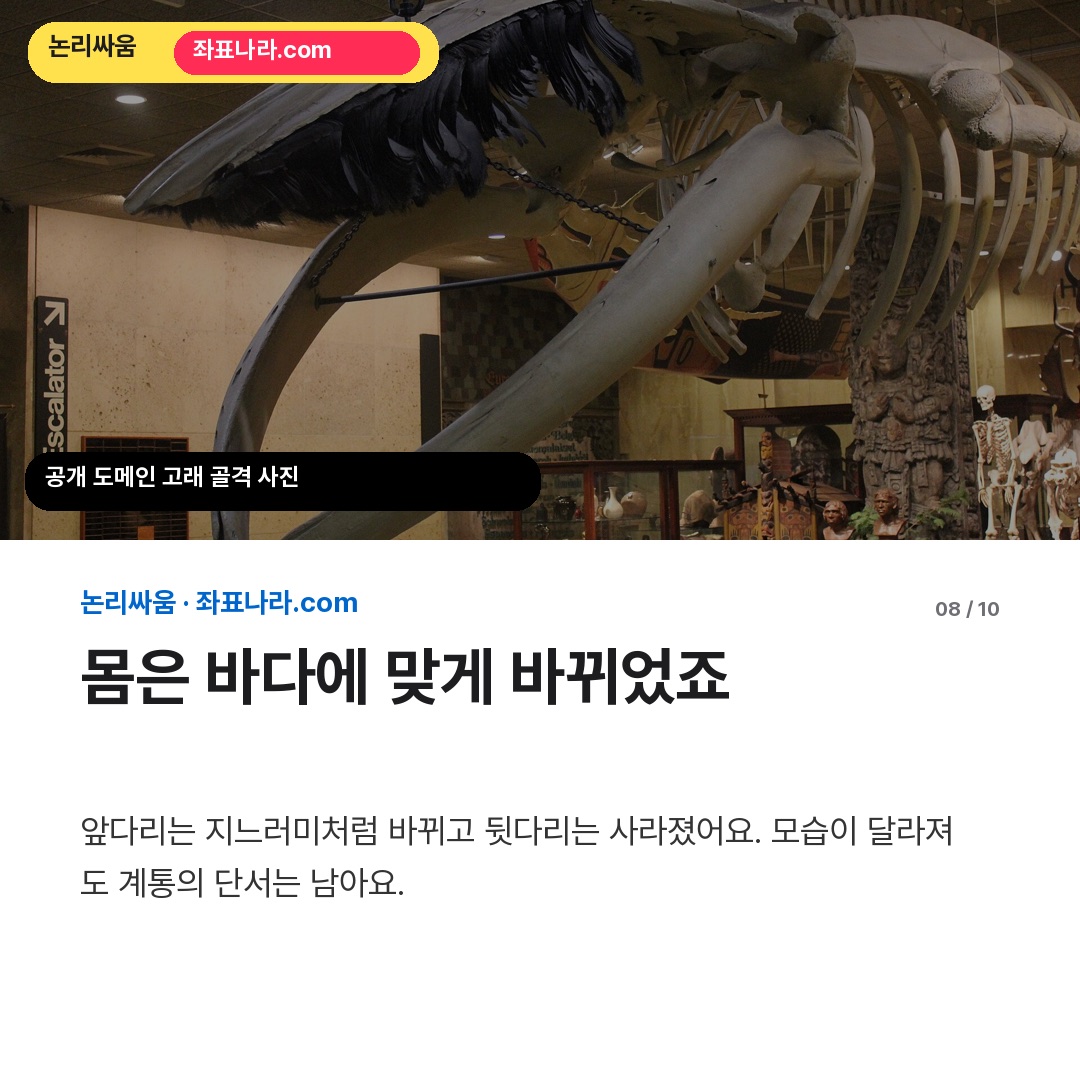 논리싸움 좌표나라.com
Escalator
공개 도메인 고래 골격 사진
논리싸움 · 좌표나라.com
08 / 10
몸은 바다에 맞게 바뀌었죠
앞다리는 지느러미처럼 바뀌고 뒷다리는 사라졌어요. 모습이 달라져
도 계통의 단서는 남아요.